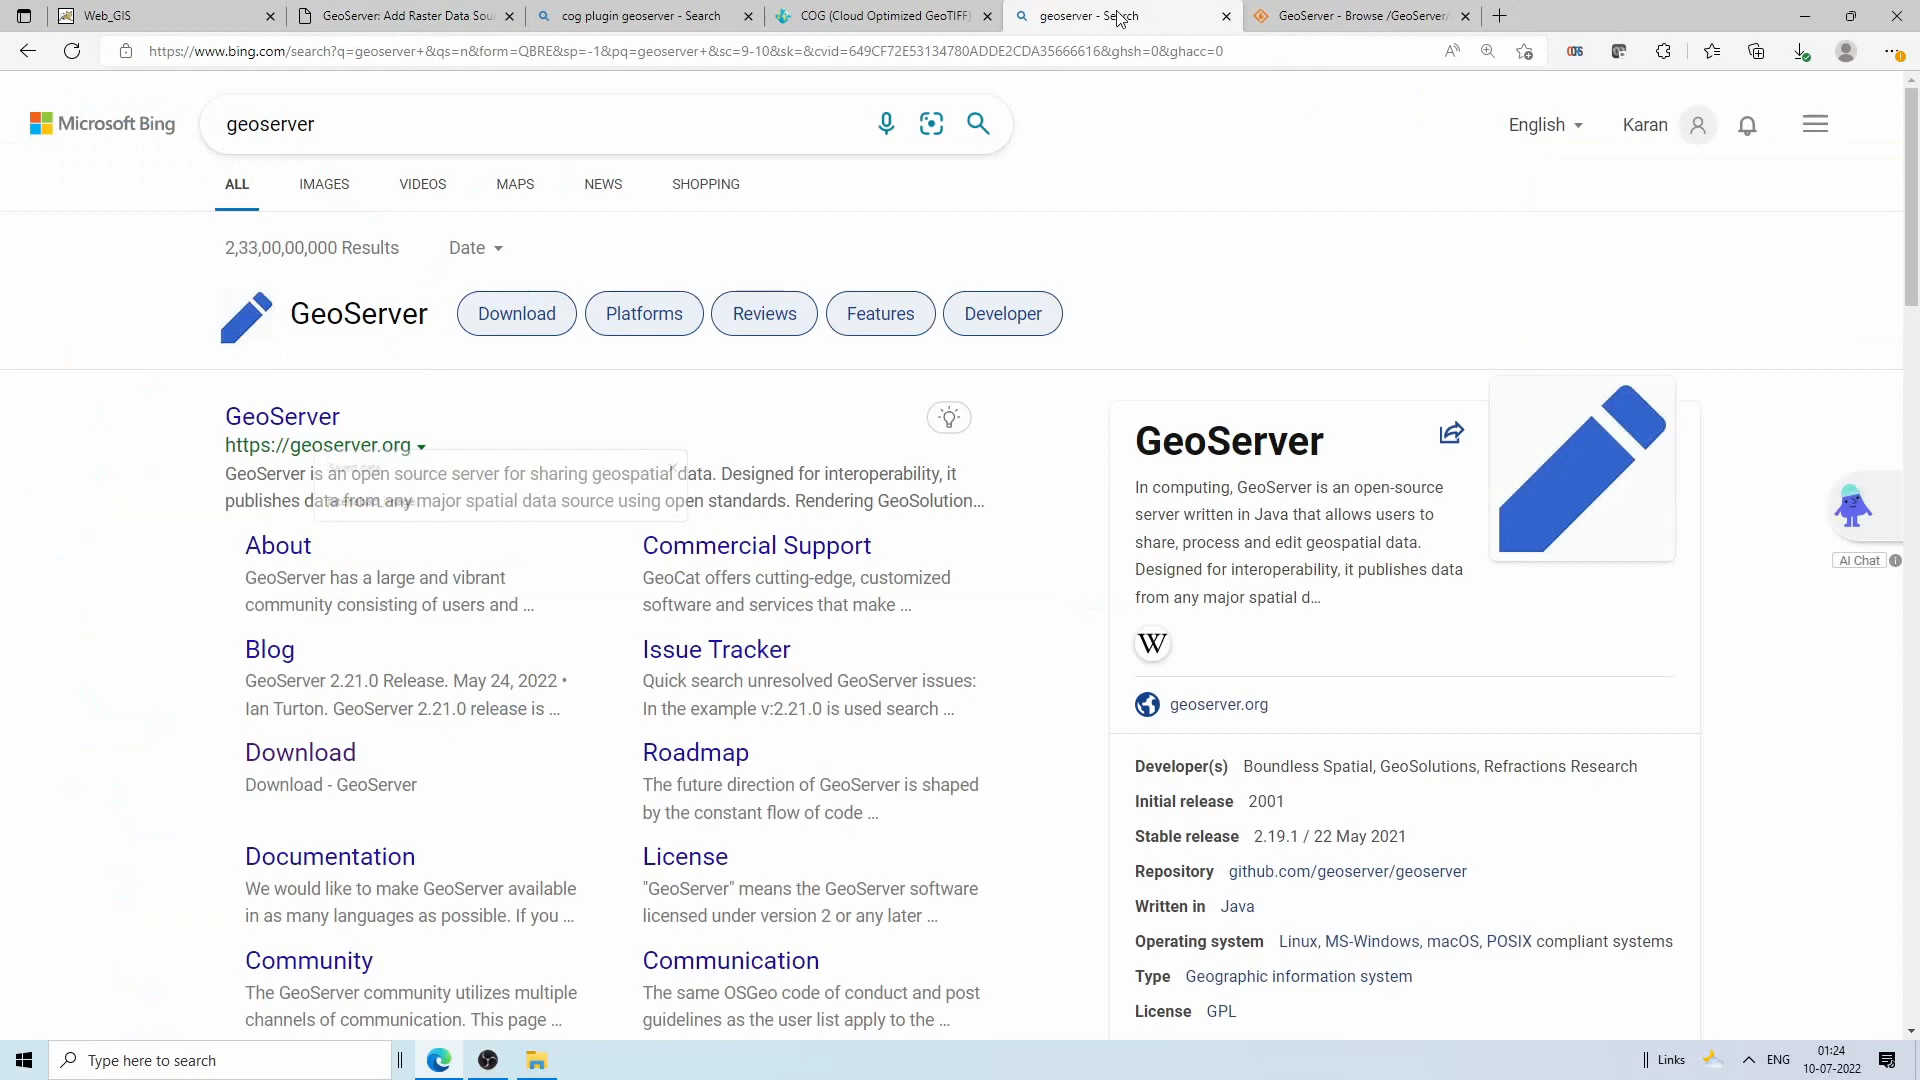 Web_GIS
GeoServer: Add Raster Data Sou
cog plugin geoserver - Search
COG (Cloud Optimized GeoTIFF)
geoserver - Search
GeoServer - Browse /GeoServer/
https://www.bing.com/search?q=geoserver+&qs=n&form=QBRE&sp=-1&pq=geoserver+&sc=9-10&sk=&cvid=649CF72E53134780ADDE2CDA35666616&ghsh=0&ghacc=0
Microsoft Bing
geoserver
English
Karan
ALL
IMAGES
VIDEOS
MAPS
NEWS
SHOPPING
2,33,00,00,000 Results
Date
GeoServer
Download
Platforms
Reviews
Features
Developer
GeoServer
https://geoserver.org
GeoServer is an open source server for sharing geospatial data. Designed for interoperability, it
publishes data from any major spatial data source using open standards. Rendering GeoSolution...
About
GeoServer has a large and vibrant
community consisting of users and ...
Commercial Support
GeoCat offers cutting-edge, customized
software and services that make ...
Blog
GeoServer 2.21.0 Release. May 24, 2022 •
Ian Turton. GeoServer 2.21.0 release is ...
Issue Tracker
Quick search unresolved GeoServer issues:
In the example v:2.21.0 is used search ...
Download
Download - GeoServer
Roadmap
The future direction of GeoServer is shaped
by the constant flow of code ...
Documentation
We would like to make GeoServer available
in as many languages as possible. If you ...
License
"GeoServer" means the GeoServer software
licensed under version 2 or any later ...
Community
The GeoServer community utilizes multiple
channels of communication. This page ...
Communication
The same OSGeo code of conduct and post
guidelines as the user list apply to the ...
GeoServer
In computing, GeoServer is an open-source
server written in Java that allows users to
share, process and edit geospatial data.
Designed for interoperability, it publishes data
from any major spatial d...
W
geoserver.org
Developer(s) Boundless Spatial, GeoSolutions, Refractions Research
Initial release 2001
Stable release 2.19.1 / 22 May 2021
Repository github.com/geoserver/geoserver
Written in Java
Operating system Linux, MS-Windows, macOS, POSIX compliant systems
Type Geographic information system
License GPL
AI Chat
Type here to search
Links
ENG
01:24
10-07-2022